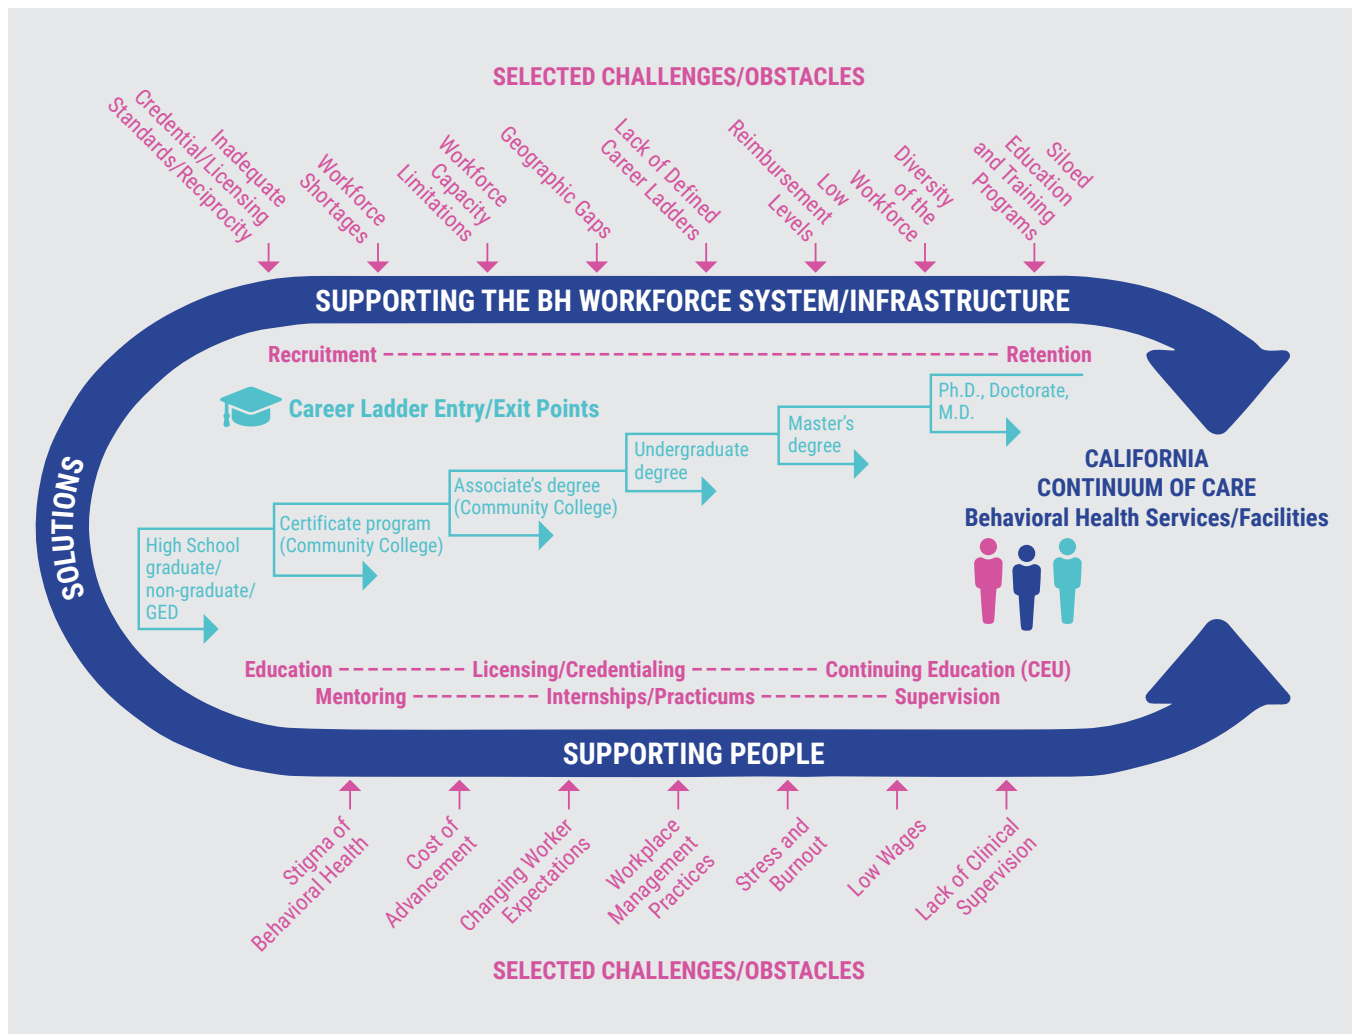 SELECTED CHALLENGES/OBSTACLES
Inadequate
Credential/Licensing
Standards/Reciprocity
Workforce
Shortages
Workforce
Capacity
Limitations
Geographic Gaps
Lack of Defined
Career Ladders
Low
Reimbursement
Levels
Diversity
of the
Workforce
Siloed
Education
and Training
Programs
SUPPORTING THE BH WORKFORCE SYSTEM/INFRASTRUCTURE
Recruitment
Retention
Career Ladder Entry/Exit Points
Ph.D., Doctorate,
M.D.
Master's
degree
Undergraduate
degree
Associate's degree
(Community College)
Certificate program
(Community College)
High School
graduate/
non-graduate/
GED
SOLUTIONS
CALIFORNIA
CONTINUUM OF CARE
Behavioral Health Services/Facilities
Education
Licensing/Credentialing
Continuing Education (CEU)
Mentoring
Internships/Practicums
Supervision
SUPPORTING PEOPLE
Stigma of
Behavioral Health
Cost of
Advancement
Changing Worker
Expectations
Workplace
Management
Practices
Stress and
Burnout
Low Wages
Lack of Clinical
Supervision
SELECTED CHALLENGES/OBSTACLES